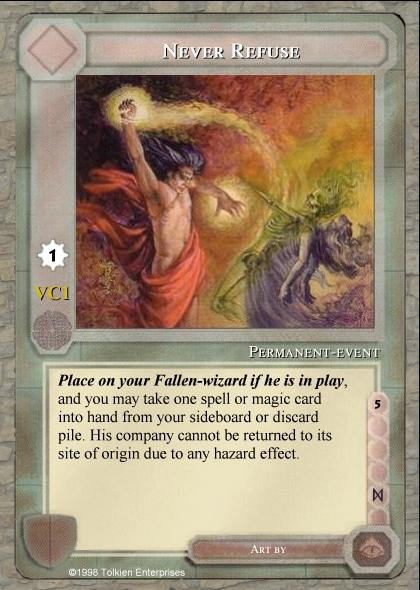 NEVER REFUSE
1
VC1
PERMANENT-EVENT
Place on your Fallen-wizard if he is in play,
and you may take one spell or magic card
into hand from your sideboard or discard
pile. His company cannot be returned to its
site of origin due to any hazard effect.
5
ᛞ
ART BY
©1998 Tolkien Enterprises